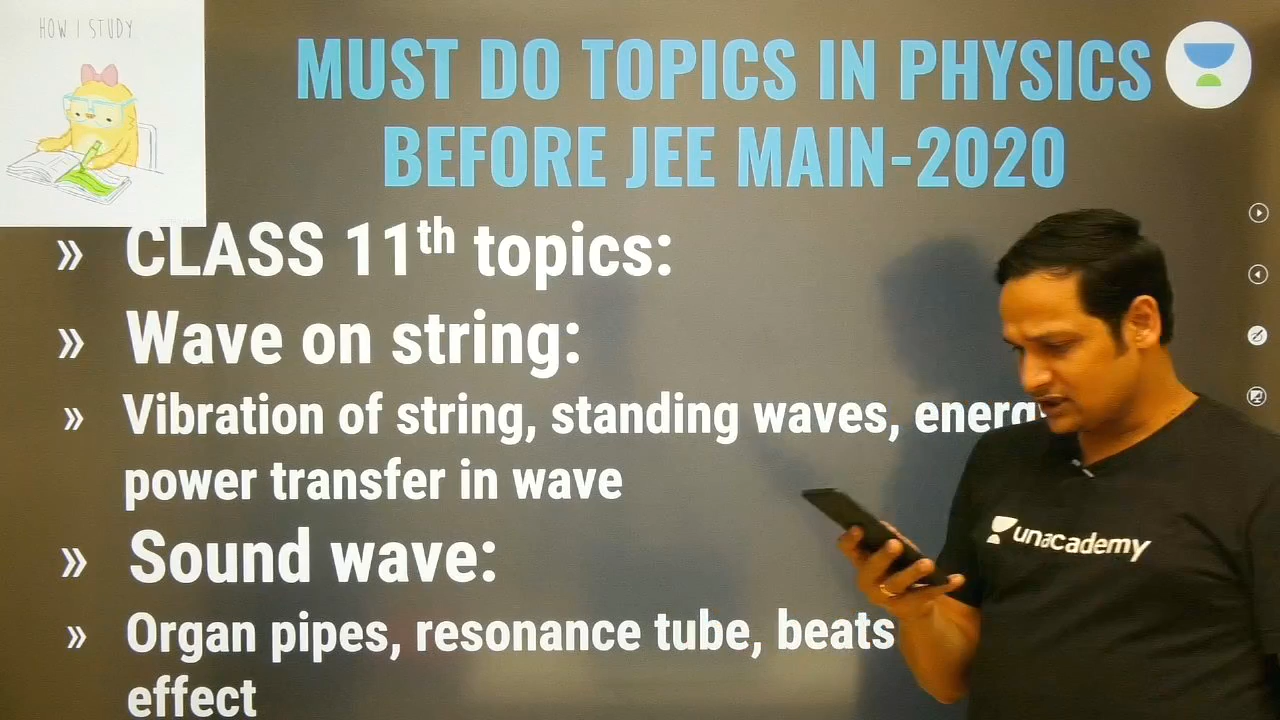 HOW I STUDY
MUST DO TOPICS IN PHYSICS
BEFORE JEE MAIN-2020
» CLASS 11th topics:
» Wave on string:
» Vibration of string, standing waves, energy
power transfer in wave
» Sound wave:
» Organ pipes, resonance tube, beats
effect
unacademy